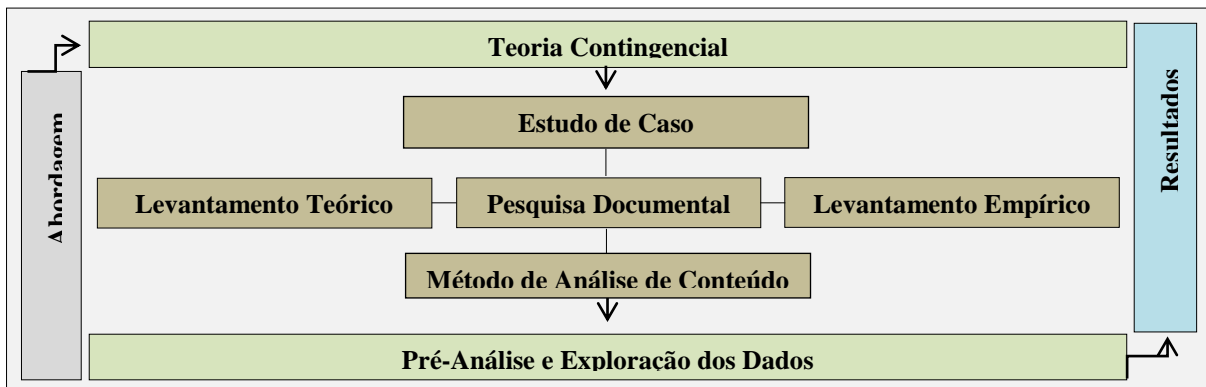 Teoria Contingencial
Abordagem
Estudo de Caso
Levantamento Teórico
Pesquisa Documental
Levantamento Empírico
Método de Análise de Conteúdo
Pré-Análise e Exploração dos Dados
Resultados